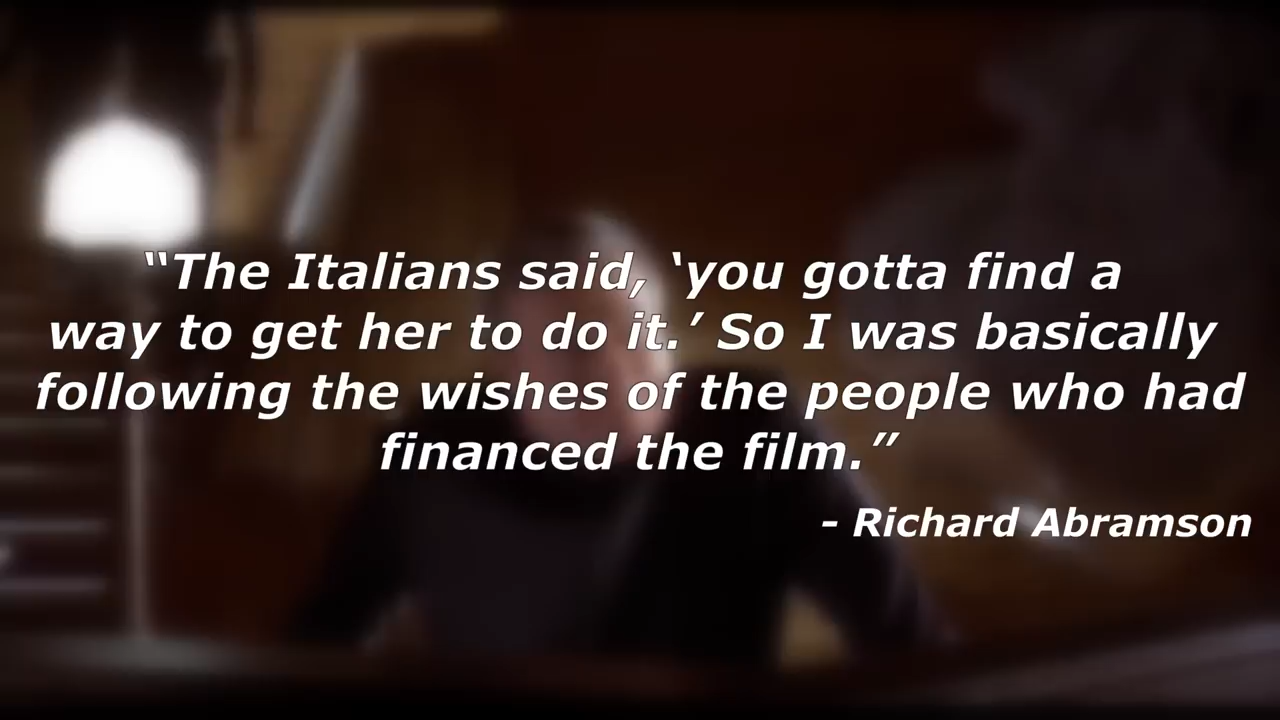 “The Italians said, ‘you gotta find a
way to get her to do it.’ So I was basically
following the wishes of the people who had
financed the film.”
- Richard Abramson